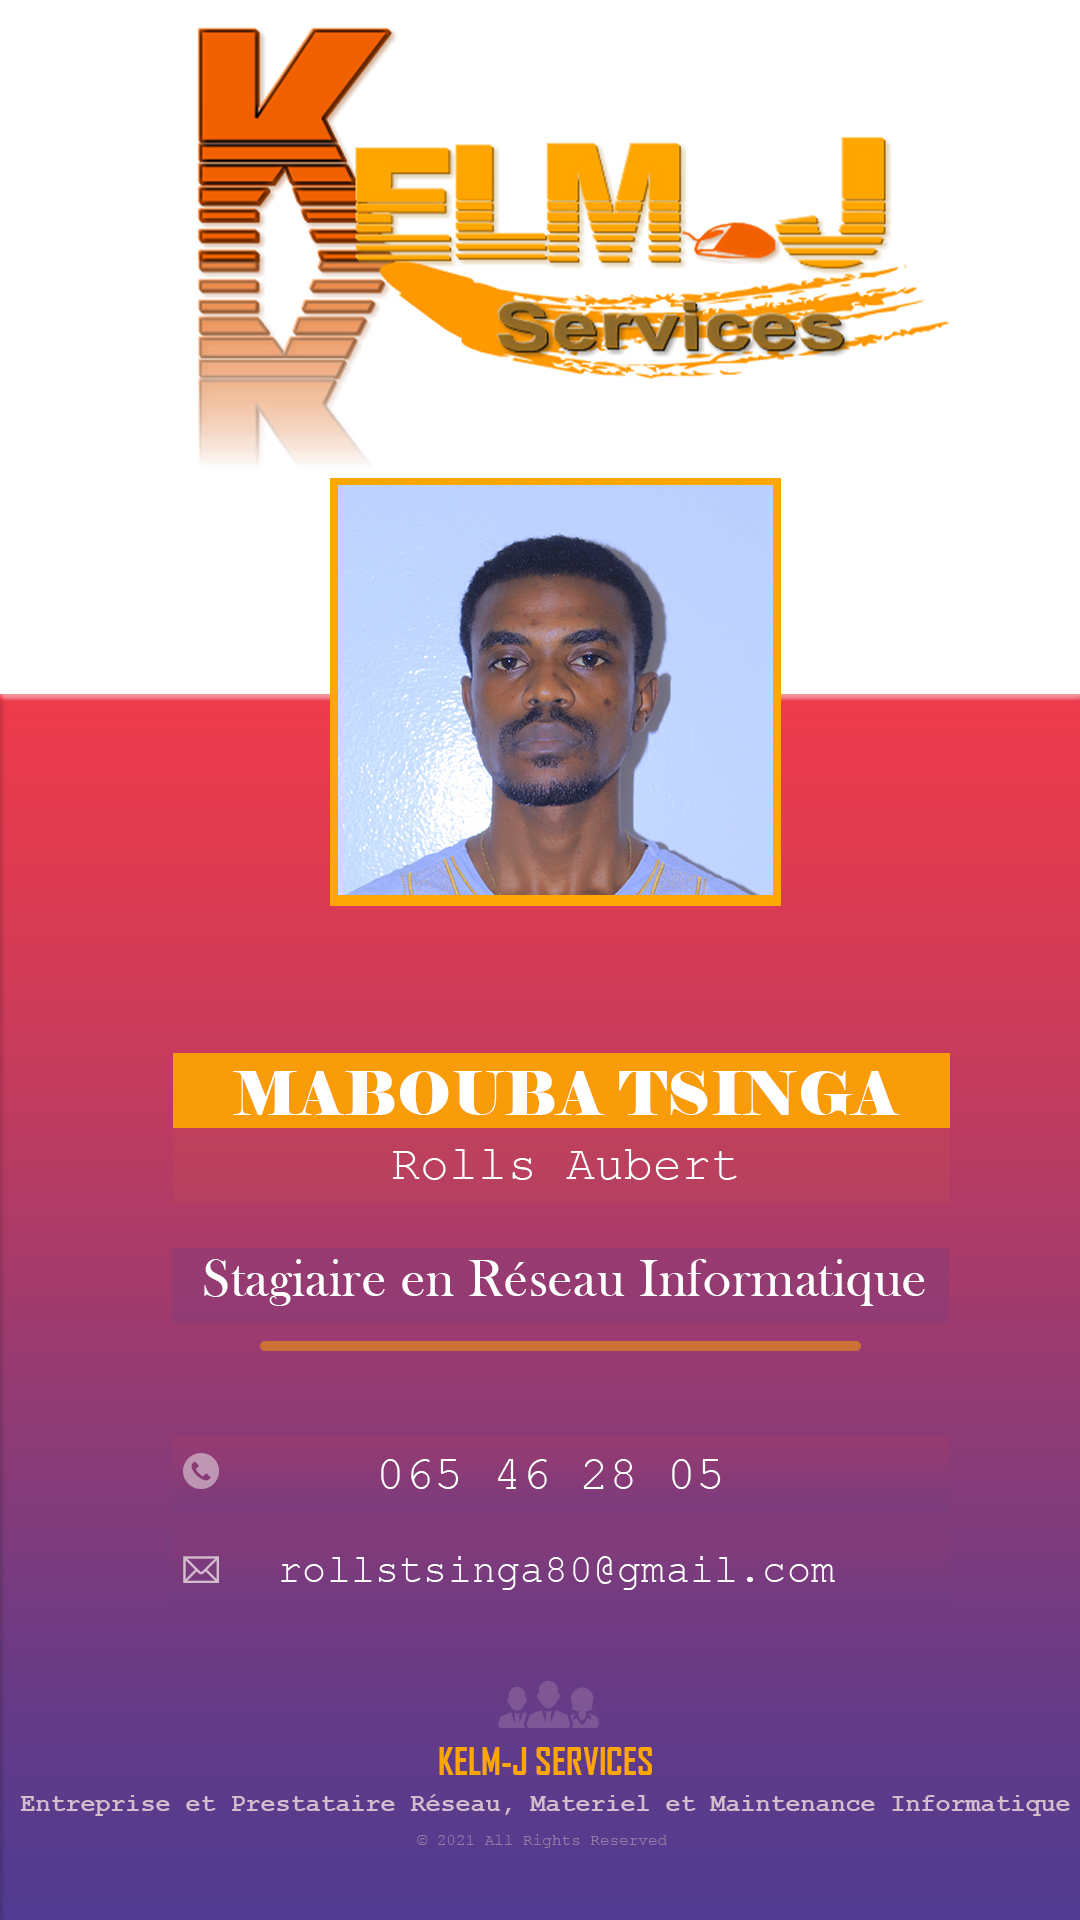 KELM-J
Services
MABOUBA TSINGA
Rolls Aubert
Stagiaire en Réseau Informatique
065 46 28 05
rollstsinga80@gmail.com
KELM-J SERVICES
Entreprise et Prestataire Réseau, Materiel et Maintenance Informatique
© 2021 All Rights Reserved